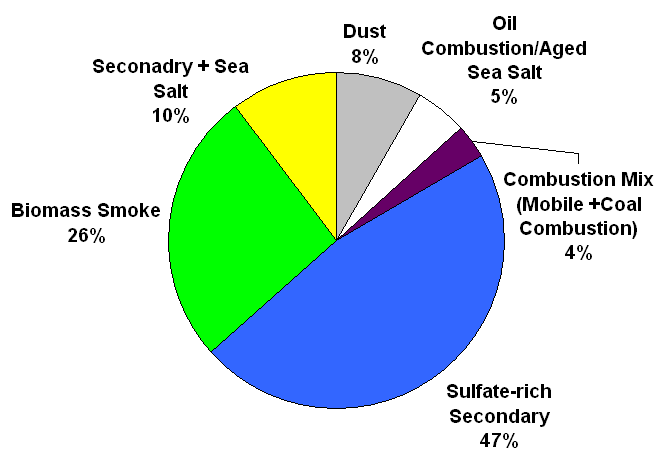 Dust
8%
Oil
Combustion/Aged
Sea Salt
5%
Combustion Mix
(Mobile +Coal
Combustion)
4%
Sulfate-rich
Secondary
47%
Biomass Smoke
26%
Seconadry + Sea
Salt
10%